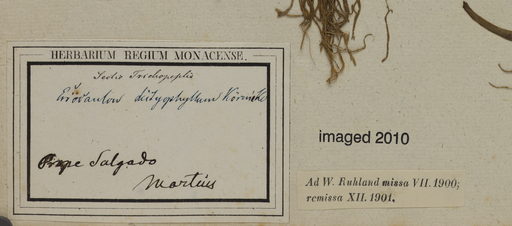 HERBARIUM REGIUM MONACENSE.
Sectio Trichopeplis
Eriocaulon dictyophyllum Körnicke
Prope Salgado
Martius
imaged 2010
Ad W. Ruhland missa VII. 1900;
remissa XII. 1901.